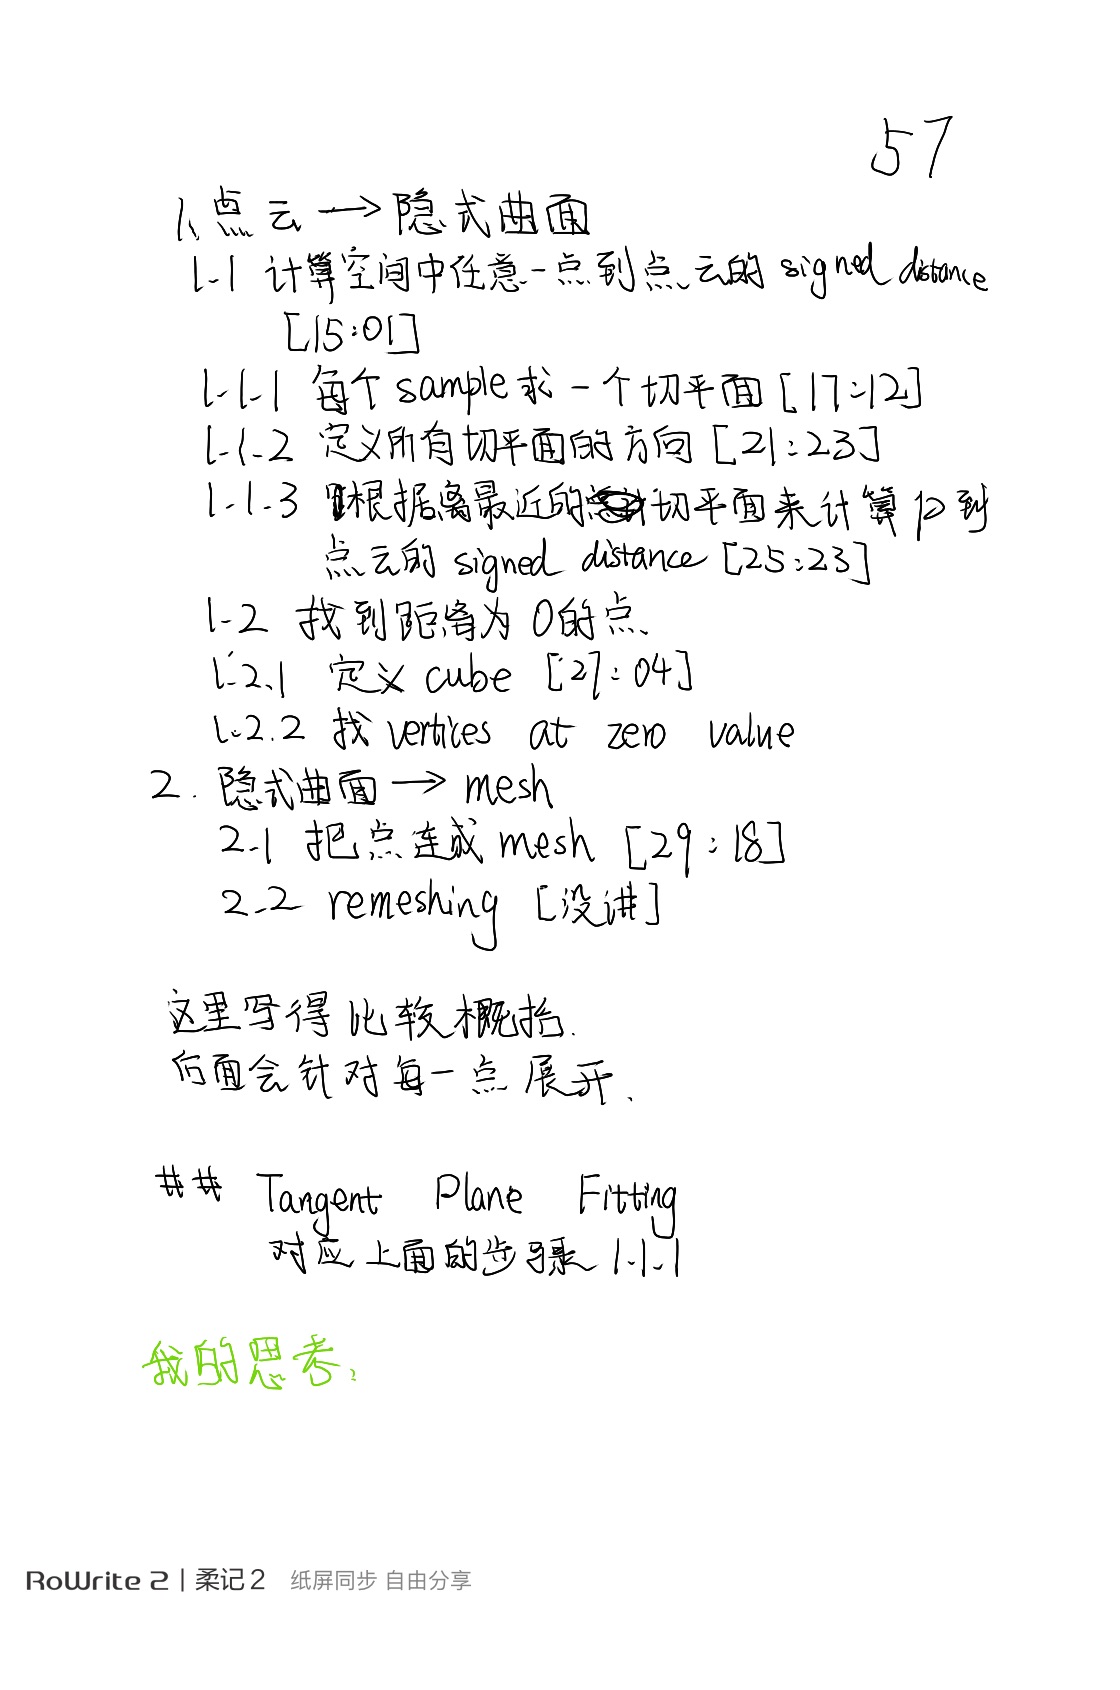 57
1. 点云 → 隐式曲面
1-1 计算空间中任意一点到点云的 signed distance
[15:01]
1-1-1 每个 sample 求一个切平面 [17:12]
1-1-2 定义所有切平面的方向 [21:23]
1-1-3 根据离最近的切平面来计算 p 到
点云的 signed distance [25:23]
1-2 找到距离为 0 的点.
1.2.1 定义 cube [27:04]
1.2.2 找 vertices at zero value
2. 隐式曲面 → mesh
2-1 把点连成 mesh [29:18]
2-2 remeshing [没讲]
这里写得比较概括.
后面会针对每一点展开.
## Tangent Plane Fitting
对应上面的步骤 1-1-1
我的思考:
RoWrite 2 | 柔记 2 纸屏同步 自由分享